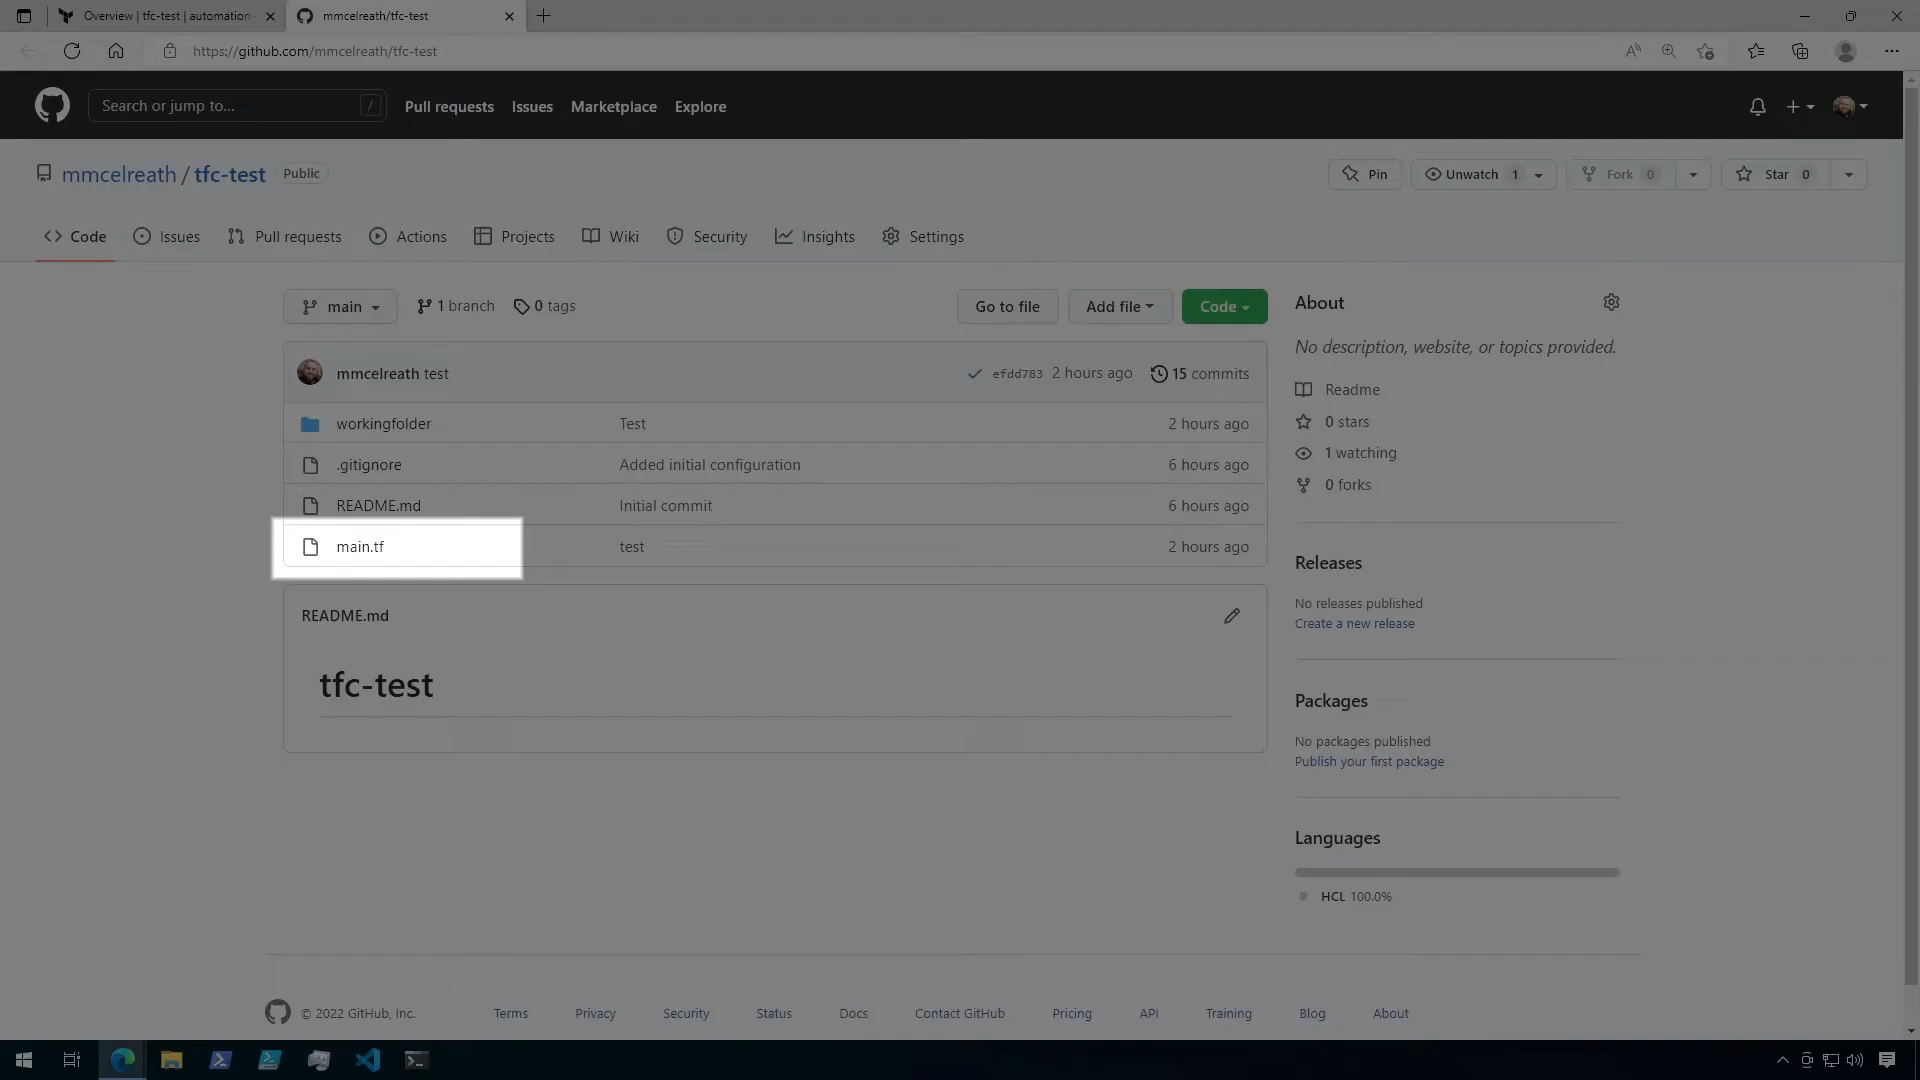 Overview | tfc-test | automation-
mmcelreath/tfc-test
https://github.com/mmcelreath/tfc-test
Search or jump to... /
Pull requests Issues Marketplace Explore
mmcelreath / tfc-test Public
Pin Unwatch 1 Fork 0 Star 0
Code Issues Pull requests Actions Projects Wiki Security Insights Settings
main 1 branch 0 tags Go to file Add file Code
mmcelreath test efdd783 2 hours ago 15 commits
workingfolder Test 2 hours ago
.gitignore Added initial configuration 6 hours ago
README.md Initial commit 6 hours ago
main.tf test 2 hours ago
README.md
tfc-test
About
No description, website, or topics provided.
Readme
0 stars
1 watching
0 forks
Releases
No releases published
Create a new release
Packages
No packages published
Publish your first package
Languages
HCL 100.0%
© 2022 GitHub, Inc. Terms Privacy Security Status Docs Contact GitHub Pricing API Training Blog About